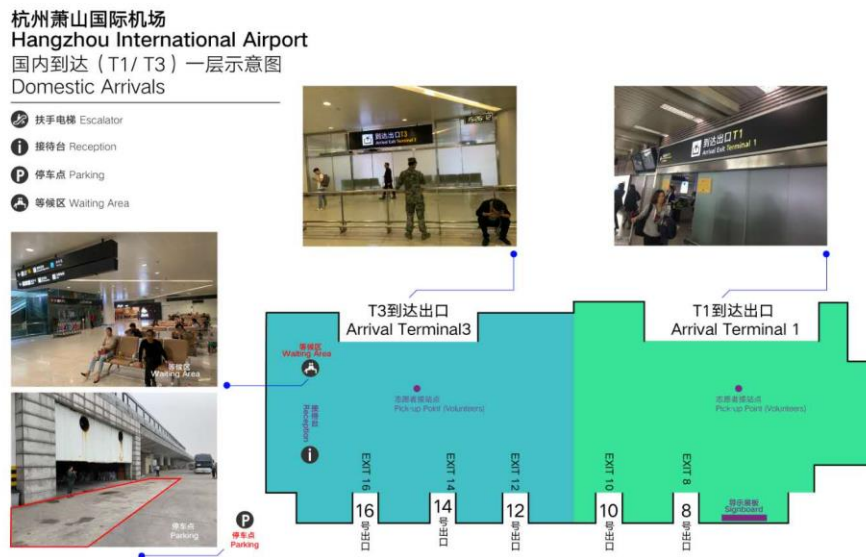 杭州萧山国际机场
Hangzhou International Airport
国内到达（T1/ T3）一层示意图
Domestic Arrivals
扶手电梯 Escalator
i 接待台 Reception
P 停车点 Parking
等候区 Waiting Area
到达出口T3
Arrival Exit Terminal 3
到达出口T1
Arrival Exit Terminal 1
等候区
Waiting Area
停车点
Parking
P
停车点
Parking
T3到达出口
Arrival Terminal3
T1到达出口
Arrival Terminal 1
等候区
Waiting Area
志愿者接站点
Pick-up Point (Volunteers)
志愿者接站点
Pick-up Point (Volunteers)
接待台
Reception
i
EXIT 16
EXIT 14
EXIT 12
EXIT 10
EXIT 8
导示展板
Signboard
16
号出口
14
号出口
12
号出口
10
号出口
8
号出口